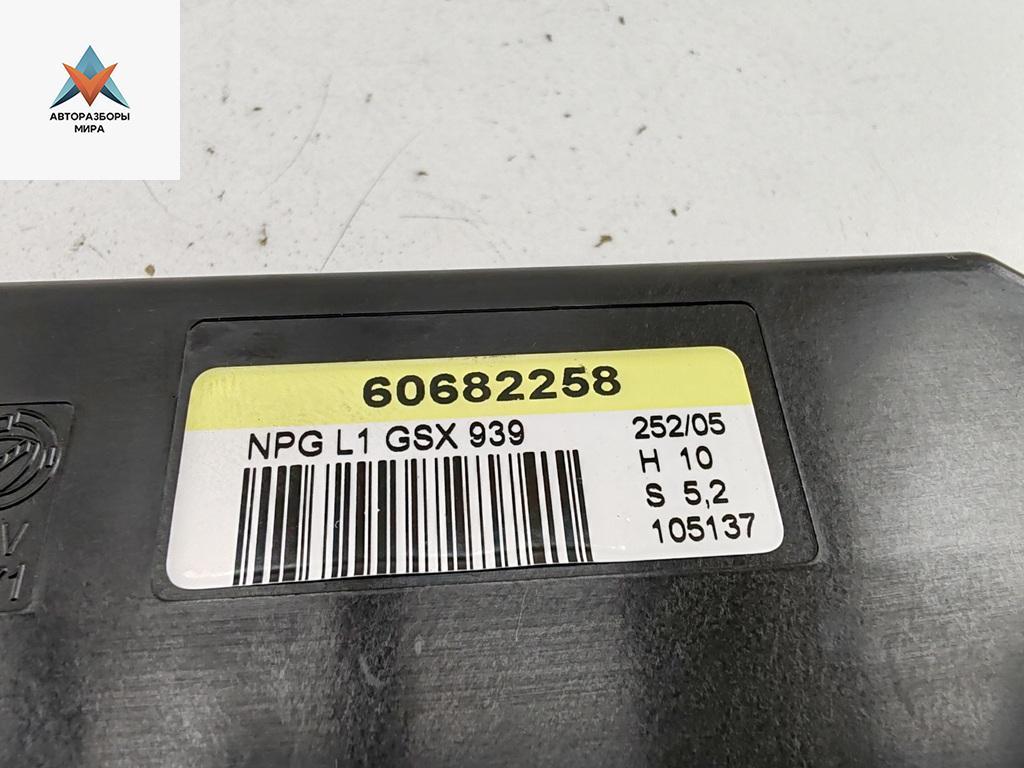 АВТОРАЗБОРЫ
МИРА
60682258
NPG L1 GSX 939
252/05
H 10
S 5,2
105137
V